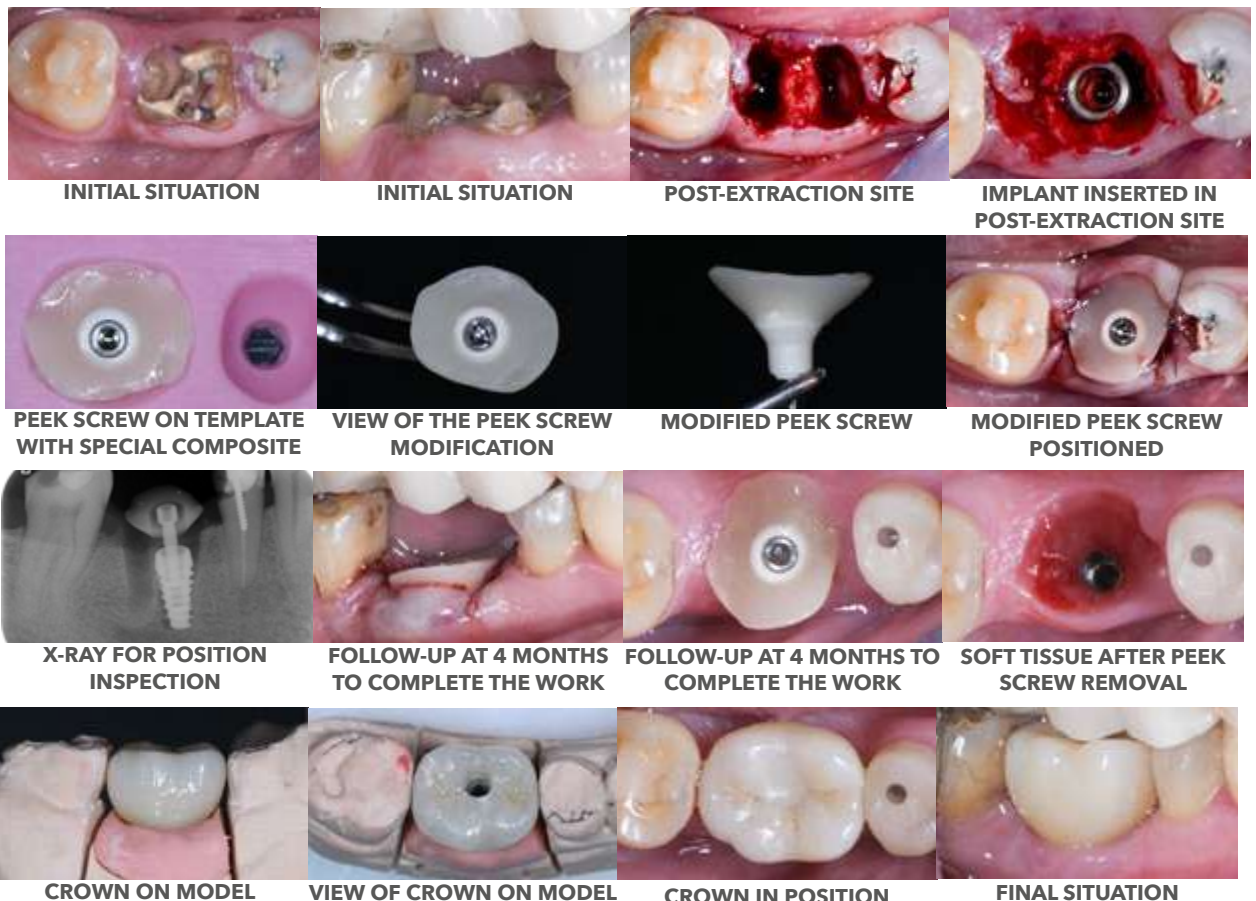 INITIAL SITUATION
INITIAL SITUATION
POST-EXTRACTION SITE
IMPLANT INSERTED IN
POST-EXTRACTION SITE
PEEK SCREW ON TEMPLATE
WITH SPECIAL COMPOSITE
VIEW OF THE PEEK SCREW
MODIFICATION
MODIFIED PEEK SCREW
MODIFIED PEEK SCREW
POSITIONED
X-RAY FOR POSITION
INSPECTION
FOLLOW-UP AT 4 MONTHS
TO COMPLETE THE WORK
FOLLOW-UP AT 4 MONTHS TO
COMPLETE THE WORK
SOFT TISSUE AFTER PEEK
SCREW REMOVAL
CROWN ON MODEL
VIEW OF CROWN ON MODEL
CROWN IN POSITION
FINAL SITUATION